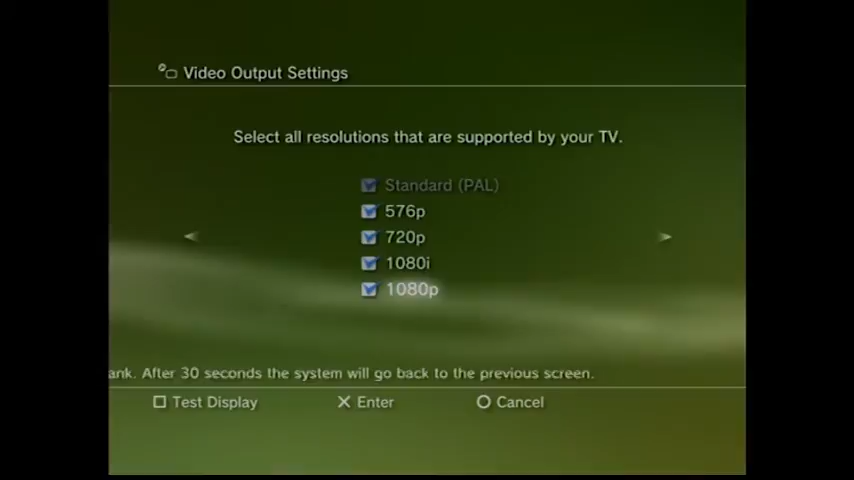 Video Output Settings
Select all resolutions that are supported by your TV.
Standard (PAL)
576p
720p
1080i
1080p
ank. After 30 seconds the system will go back to the previous screen.
Test Display
Enter
Cancel